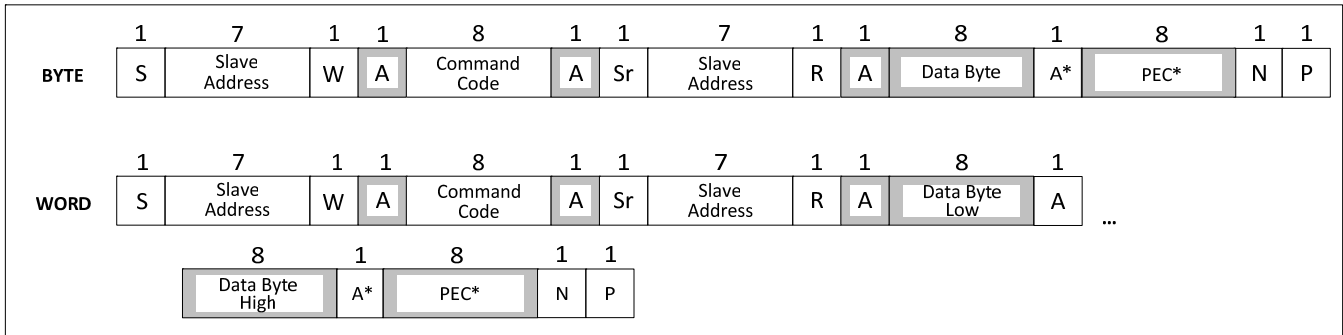 1 7 1 1 8 1 1 7 1 1 8 1 8 1 1
BYTE S Slave Address W A Command Code A Sr Slave Address R A Data Byte A* PEC* N P
1 7 1 1 8 1 1 7 1 1 8 1
WORD S Slave Address W A Command Code A Sr Slave Address R A Data Byte Low A ...
8 1 8 1 1
Data Byte High A* PEC* N P